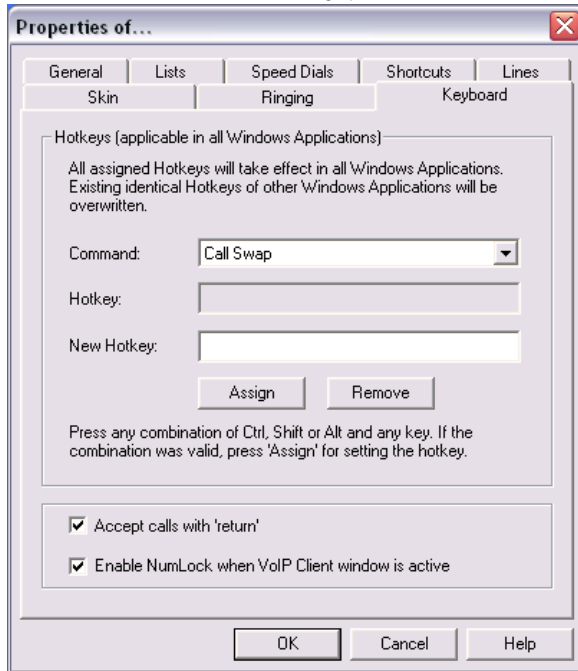 Properties of...
General Lists Speed Dials Shortcuts Lines
Skin Ringing Keyboard
Hotkeys (applicable in all Windows Applications)
All assigned Hotkeys will take effect in all Windows Applications.
Existing identical Hotkeys of other Windows Applications will be
overwritten.
Command: Call Swap
Hotkey:
New Hotkey:
Assign Remove
Press any combination of Ctrl, Shift or Alt and any key. If the
combination was valid, press 'Assign' for setting the hotkey.
Accept calls with 'return'
Enable NumLock when VoIP Client window is active
OK Cancel Help